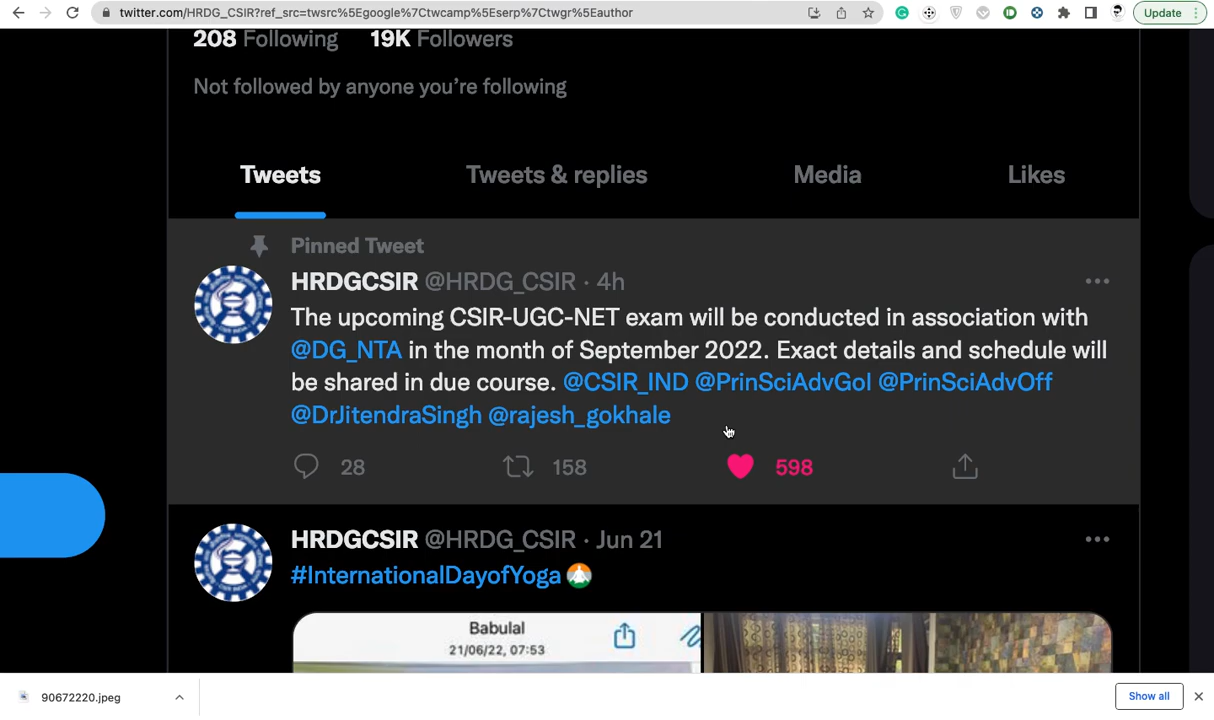 twitter.com/HRDG_CSIR?ref_src=twsrc%5Egoogle%7Ctwcamp%5Eserp%7Ctwgr%5Eauthor
Update
208 Following 19K Followers
Not followed by anyone you’re following
Tweets Tweets & replies Media Likes
Pinned Tweet
HRDGCSIR @HRDG_CSIR · 4h
The upcoming CSIR-UGC-NET exam will be conducted in association with
@DG_NTA in the month of September 2022. Exact details and schedule will
be shared in due course. @CSIR_IND @PrinSciAdvGoI @PrinSciAdvOff
@DrJitendraSingh @rajesh_gokhale
28 158 598
HRDGCSIR @HRDG_CSIR · Jun 21
#InternationalDayofYoga
Babulal
21/06/22, 07:53
90672220.jpeg
Show all